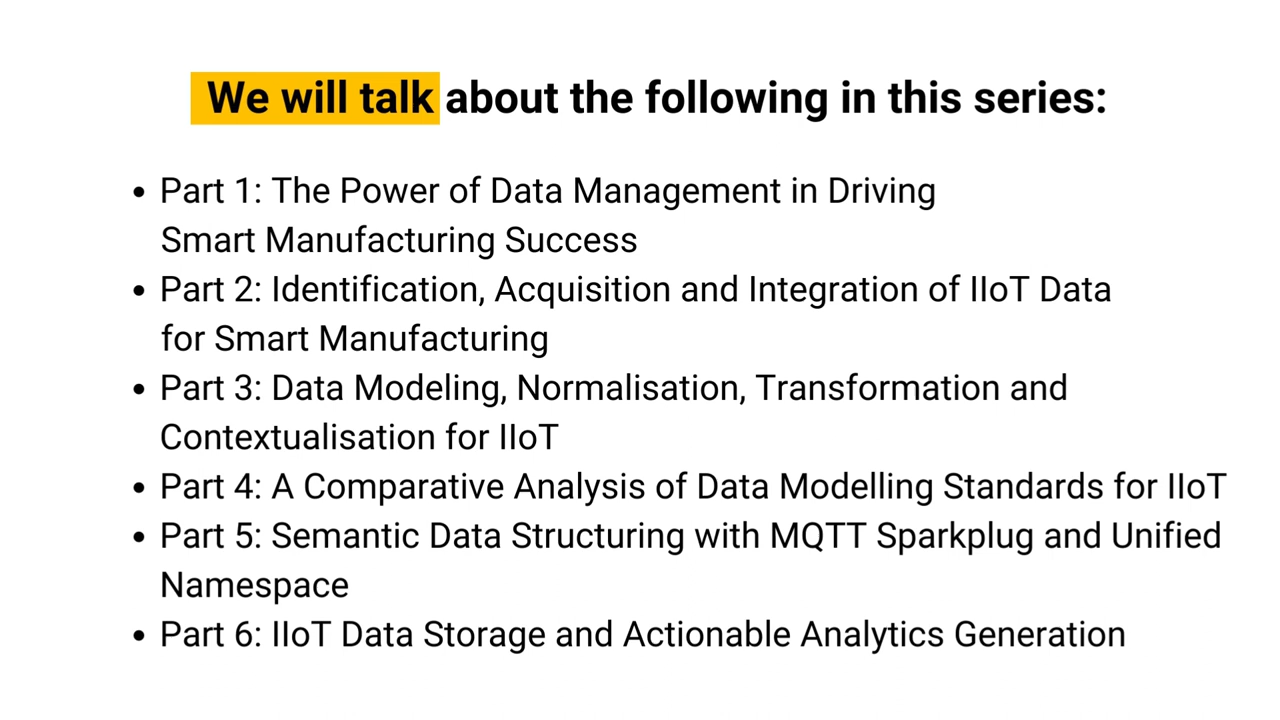 We will talk about the following in this series:
• Part 1: The Power of Data Management in Driving
Smart Manufacturing Success
• Part 2: Identification, Acquisition and Integration of IIoT Data
for Smart Manufacturing
• Part 3: Data Modeling, Normalisation, Transformation and
Contextualisation for IIoT
• Part 4: A Comparative Analysis of Data Modelling Standards for IIoT
• Part 5: Semantic Data Structuring with MQTT Sparkplug and Unified
Namespace
• Part 6: IIoT Data Storage and Actionable Analytics Generation